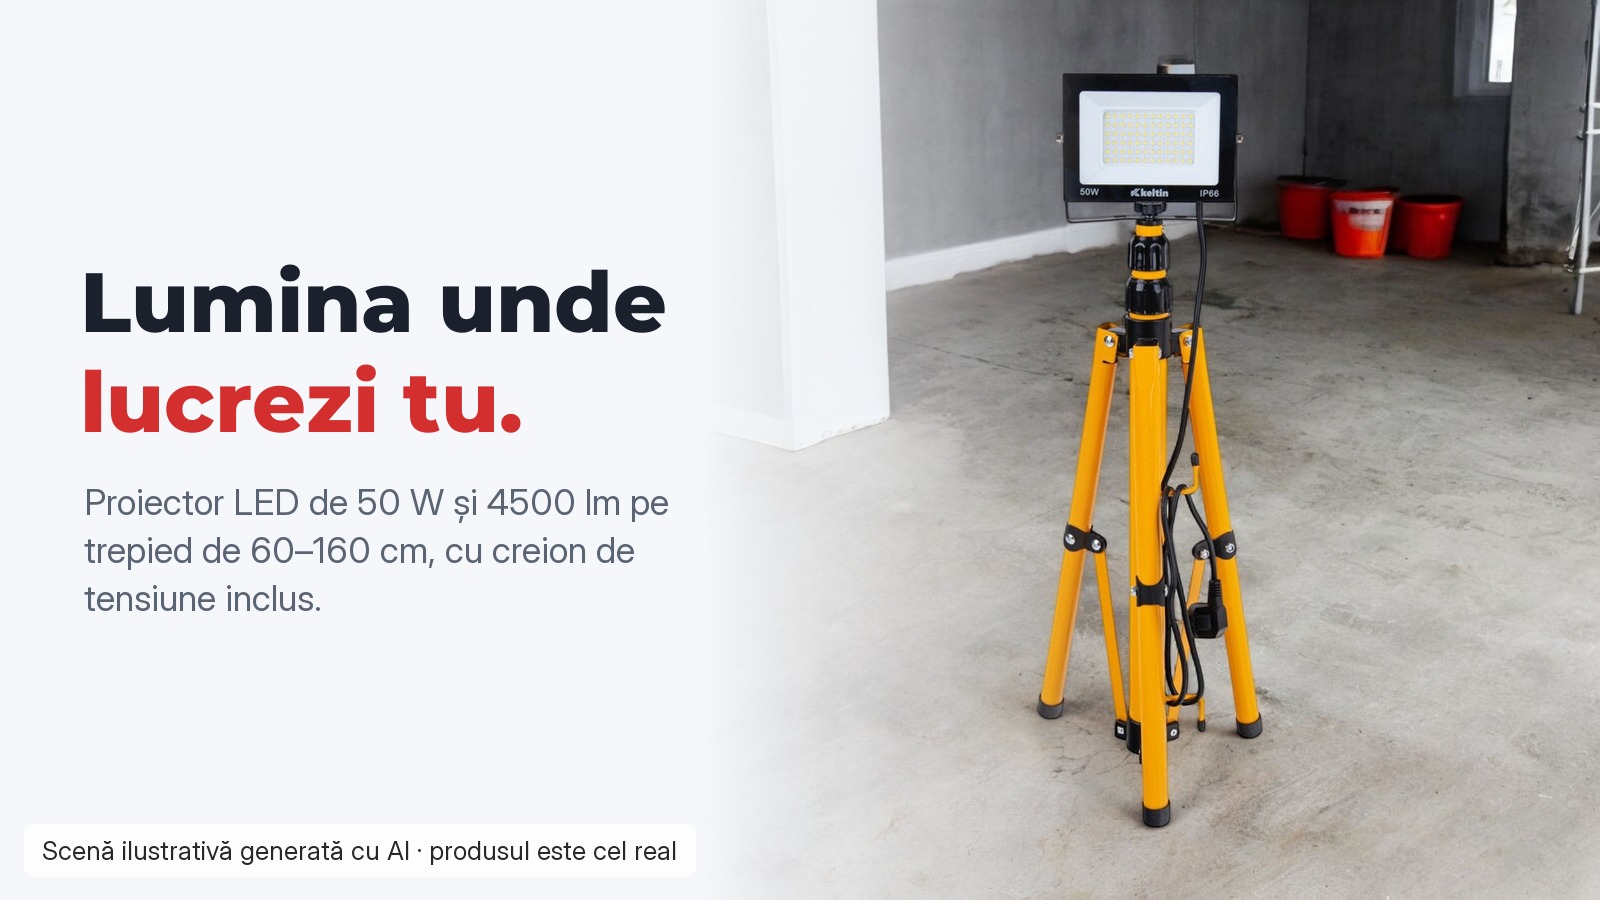 Lumina unde
lucrezi tu.
Proiector LED de 50 W și 4500 lm pe
trepied de 60–160 cm, cu creion de
tensiune inclus.
Scenă ilustrativă generată cu AI · produsul este cel real
50W keltin IP66